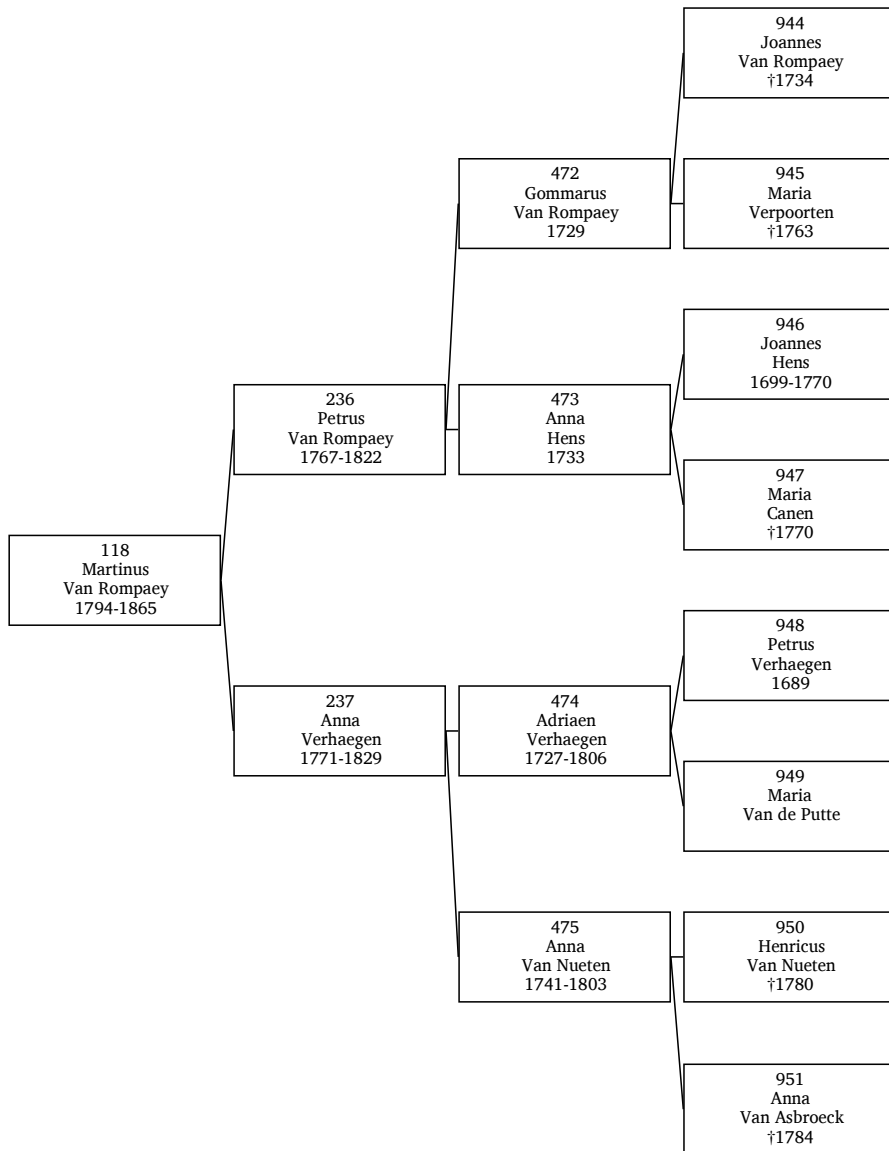 944
Joannes
Van Rompaey
†1734
472
Gommarus
Van Rompaey
1729
945
Maria
Verpoorten
†1763
946
Joannes
Hens
1699-1770
236
Petrus
Van Rompaey
1767-1822
473
Anna
Hens
1733
947
Maria
Canen
†1770
118
Martinus
Van Rompaey
1794-1865
948
Petrus
Verhaegen
1689
237
Anna
Verhaegen
1771-1829
474
Adriaen
Verhaegen
1727-1806
949
Maria
Van de Putte
475
Anna
Van Nueten
1741-1803
950
Henricus
Van Nueten
†1780
951
Anna
Van Asbroeck
†1784